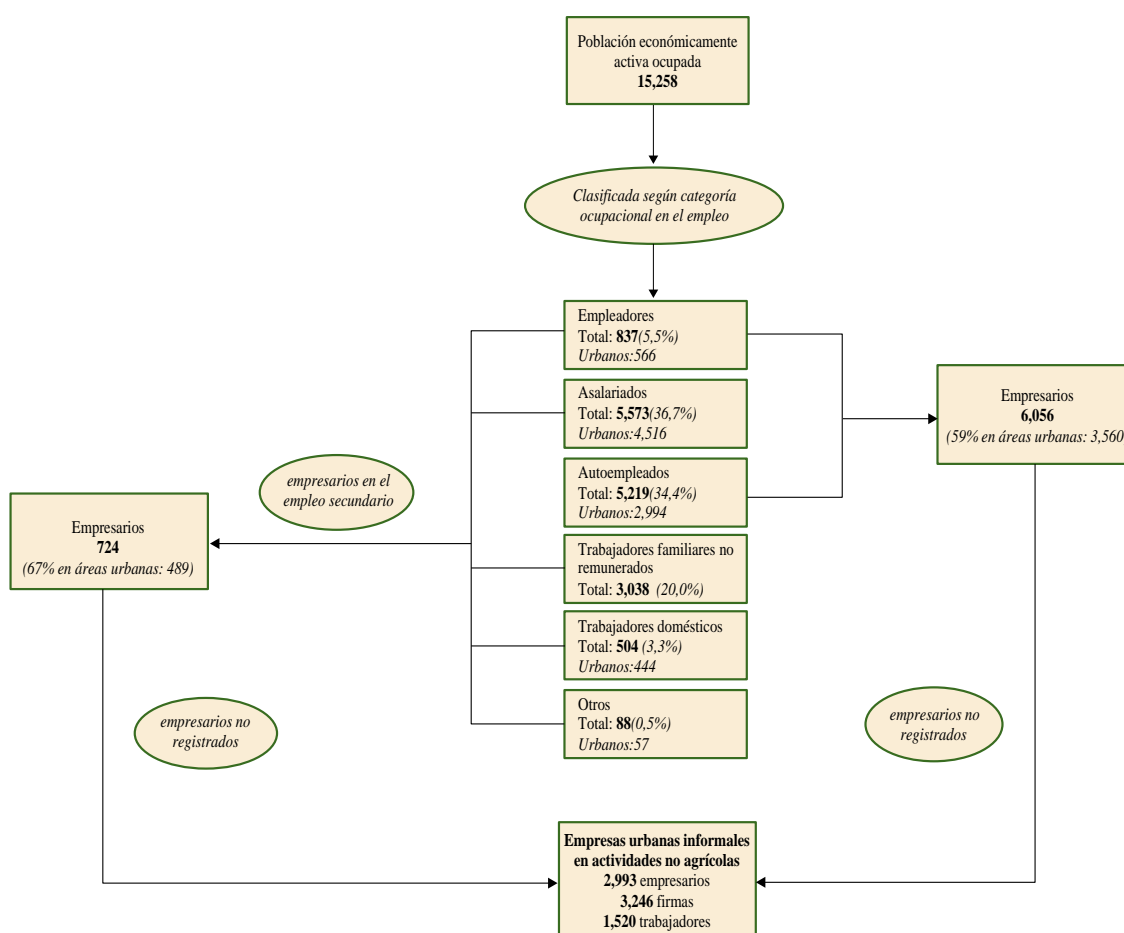 Población económicamente
activa ocupada
15,258
Clasificada según categoría
ocupacional en el empleo
Empleadores
Total: 837(5,5%)
Urbanos:566
Asalariados
Total: 5,573(36,7%)
Urbanos:4,516
Autoempleados
Total: 5,219(34,4%)
Urbanos:2,994
Trabajadores familiares no
remunerados
Total: 3,038 (20,0%)
Trabajadores domésticos
Total: 504 (3,3%)
Urbanos:444
Otros
Total: 88(0,5%)
Urbanos:57
Empresarios
6,056
(59% en áreas urbanas: 3,560)
empresarios en el
empleo secundario
Empresarios
724
(67% en áreas urbanas: 489)
empresarios no
registrados
empresarios no
registrados
Empresas urbanas informales
en actividades no agrícolas
2,993 empresarios
3,246 firmas
1,520 trabajadores